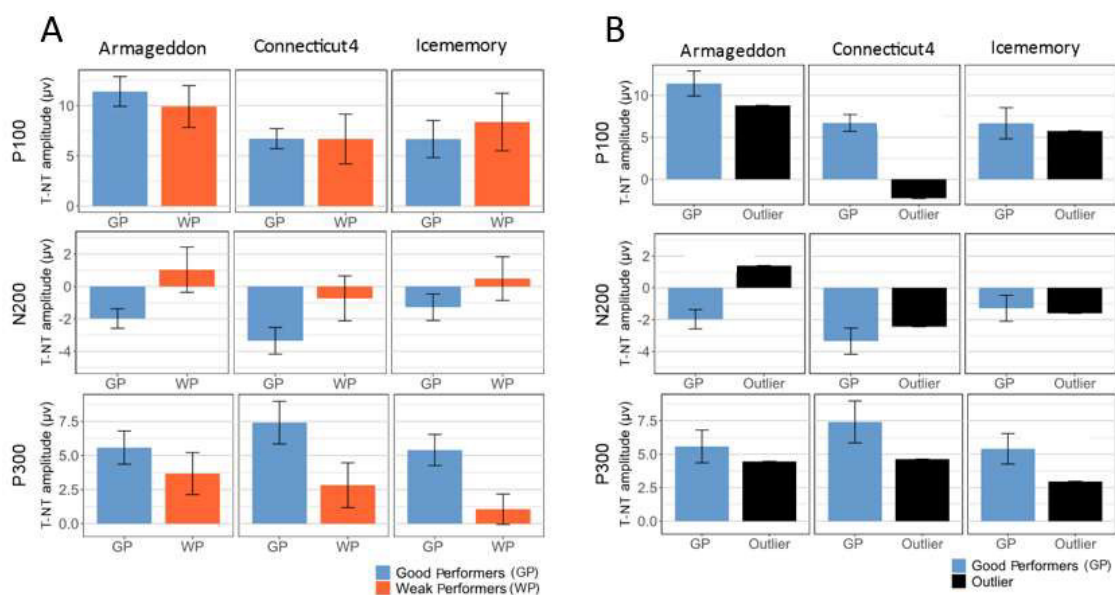 A
Armageddon Connecticut4 Icememory
P100
T-NT amplitude (µv)
10
5
0
GP WP GP WP GP WP
N200
T-NT amplitude (µv)
2
0
-2
-4
GP WP GP WP GP WP
P300
T-NT amplitude (µv)
7.5
5.0
2.5
0.0
GP WP GP WP GP WP
Good Performers (GP)
Weak Performers (WP)
B
Armageddon Connecticut4 Icememory
P100
T-NT amplitude (µv)
10
5
0
GP Outlier GP Outlier GP Outlier
N200
T-NT amplitude (µv)
2
0
-2
-4
GP Outlier GP Outlier GP Outlier
P300
T-NT amplitude (µv)
7.5
5.0
2.5
0.0
GP Outlier GP Outlier GP Outlier
Good Performers (GP)
Outlier